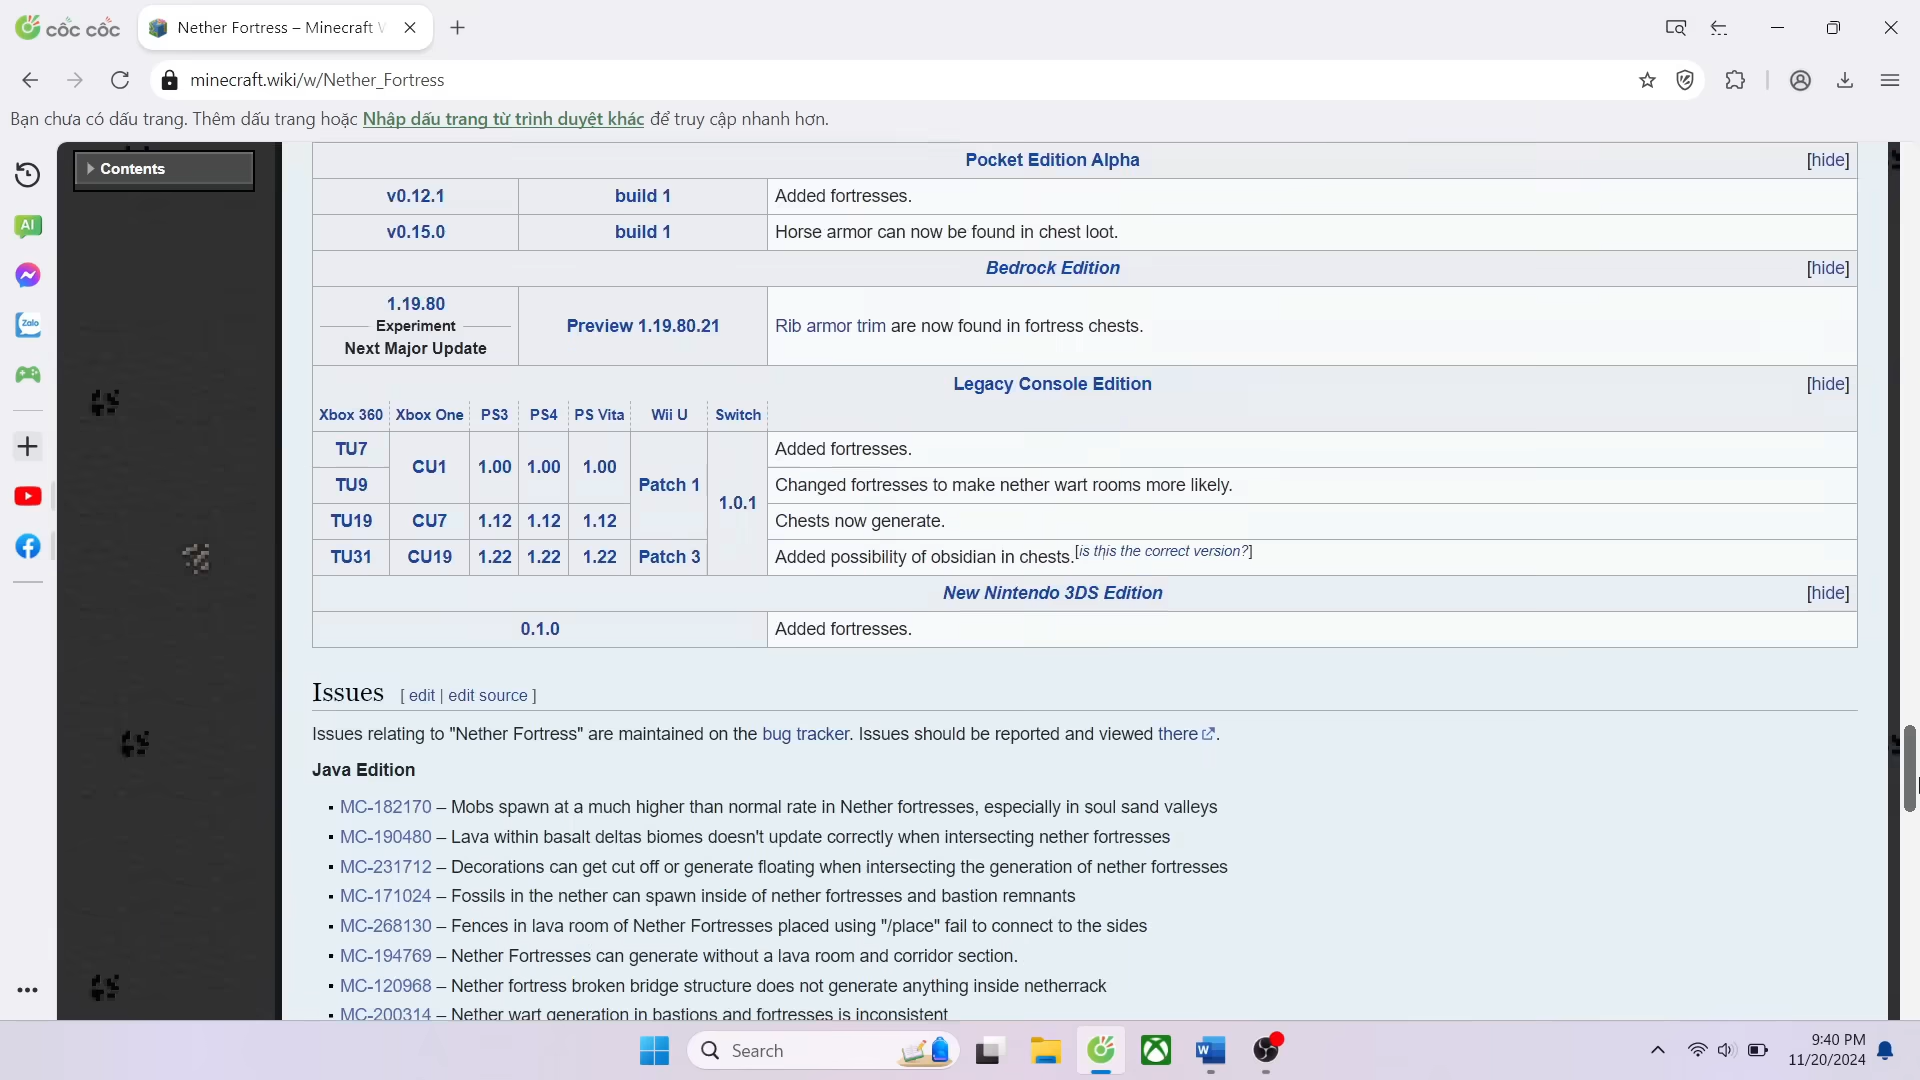 cốc cốc
Nether Fortress – Minecraft W
minecraft.wiki/w/Nether_Fortress
Bạn chưa có dấu trang. Thêm dấu trang hoặc Nhập dấu trang từ trình duyệt khác để truy cập nhanh hơn.
AI
Zalo
Contents
Pocket Edition Alpha [hide]
v0.12.1 build 1 Added fortresses.
v0.15.0 build 1 Horse armor can now be found in chest loot.
Bedrock Edition [hide]
1.19.80
Experiment
Next Major Update
Preview 1.19.80.21
Rib armor trim are now found in fortress chests.
Legacy Console Edition [hide]
Xbox 360 Xbox One PS3 PS4 PS Vita Wii U Switch
TU7 CU1 1.00 1.00 1.00 Patch 1 1.0.1 Added fortresses.
TU9 Changed fortresses to make nether wart rooms more likely.
TU19 CU7 1.12 1.12 1.12 Chests now generate.
TU31 CU19 1.22 1.22 1.22 Patch 3 Added possibility of obsidian in chests.[is this the correct version?]
New Nintendo 3DS Edition [hide]
0.1.0 Added fortresses.
Issues [ edit | edit source ]
Issues relating to "Nether Fortress" are maintained on the bug tracker. Issues should be reported and viewed there.
Java Edition
▪ MC-182170 – Mobs spawn at a much higher than normal rate in Nether fortresses, especially in soul sand valleys
▪ MC-190480 – Lava within basalt deltas biomes doesn't update correctly when intersecting nether fortresses
▪ MC-231712 – Decorations can get cut off or generate floating when intersecting the generation of nether fortresses
▪ MC-171024 – Fossils in the nether can spawn inside of nether fortresses and bastion remnants
▪ MC-268130 – Fences in lava room of Nether Fortresses placed using "/place" fail to connect to the sides
▪ MC-194769 – Nether Fortresses can generate without a lava room and corridor section.
▪ MC-120968 – Nether fortress broken bridge structure does not generate anything inside netherrack
▪ MC-200314 – Nether wart generation in bastions and fortresses is inconsistent
Search
W
9:40 PM
11/20/2024